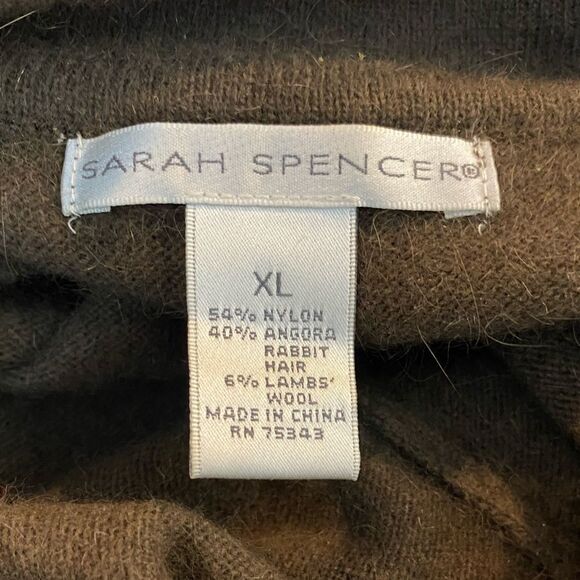 SARAH SPENCER®
XL
54% NYLON
40% ANGORA
RABBIT
HAIR
6% LAMBS'
WOOL
MADE IN CHINA
RN 75343